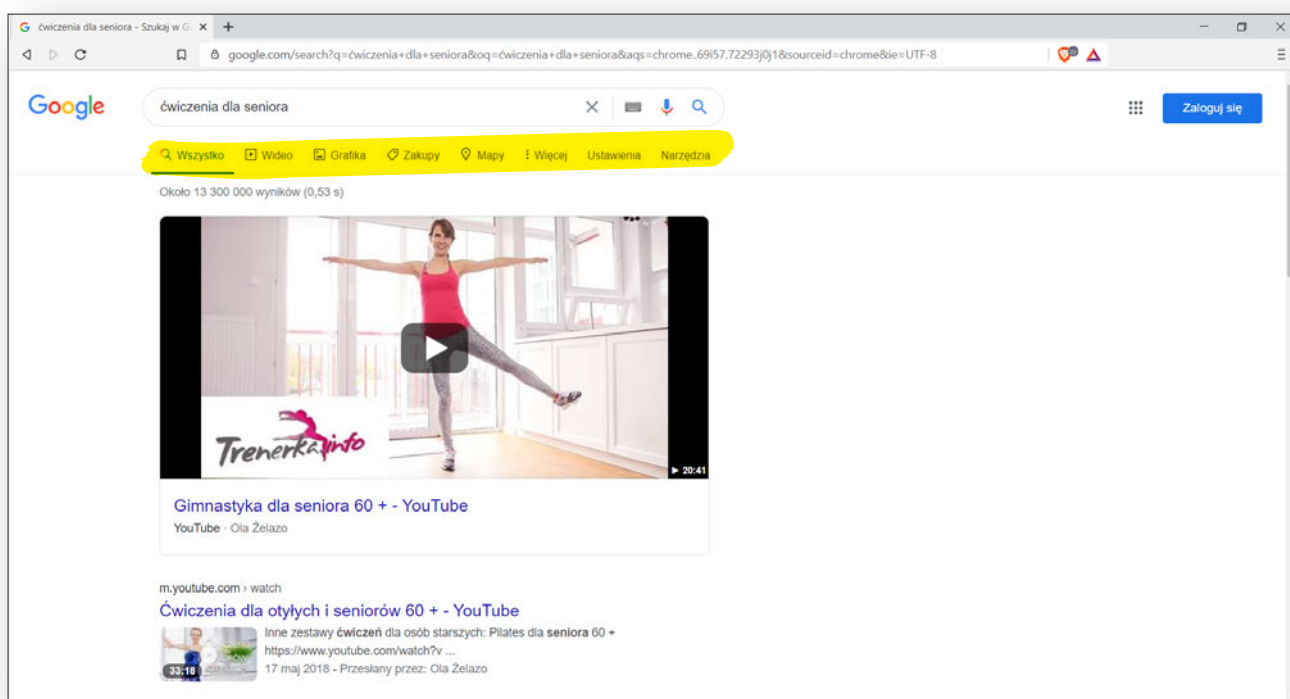 ćwiczenia dla seniora - Szukaj w G
google.com/search?q=ćwiczenia+dla+seniora&oq=ćwiczenia+dla+seniora&aqs=chrome..69i57.72293j0j1&sourceid=chrome&ie=UTF-8
Google
ćwiczenia dla seniora
Zaloguj się
Wszystko Wideo Grafika Zakupy Mapy Więcej Ustawienia Narzędzia
Około 13 300 000 wyników (0,53 s)
Trenerka.info
20:41
Gimnastyka dla seniora 60 + - YouTube
YouTube · Ola Żelazo
m.youtube.com › watch
Ćwiczenia dla otyłych i seniorów 60 + - YouTube
Inne zestawy ćwiczeń dla osób starszych: Pilates dla seniora 60 +
https://www.youtube.com/watch?v ...
33:18
17 maj 2018 - Przesłany przez: Ola Żelazo